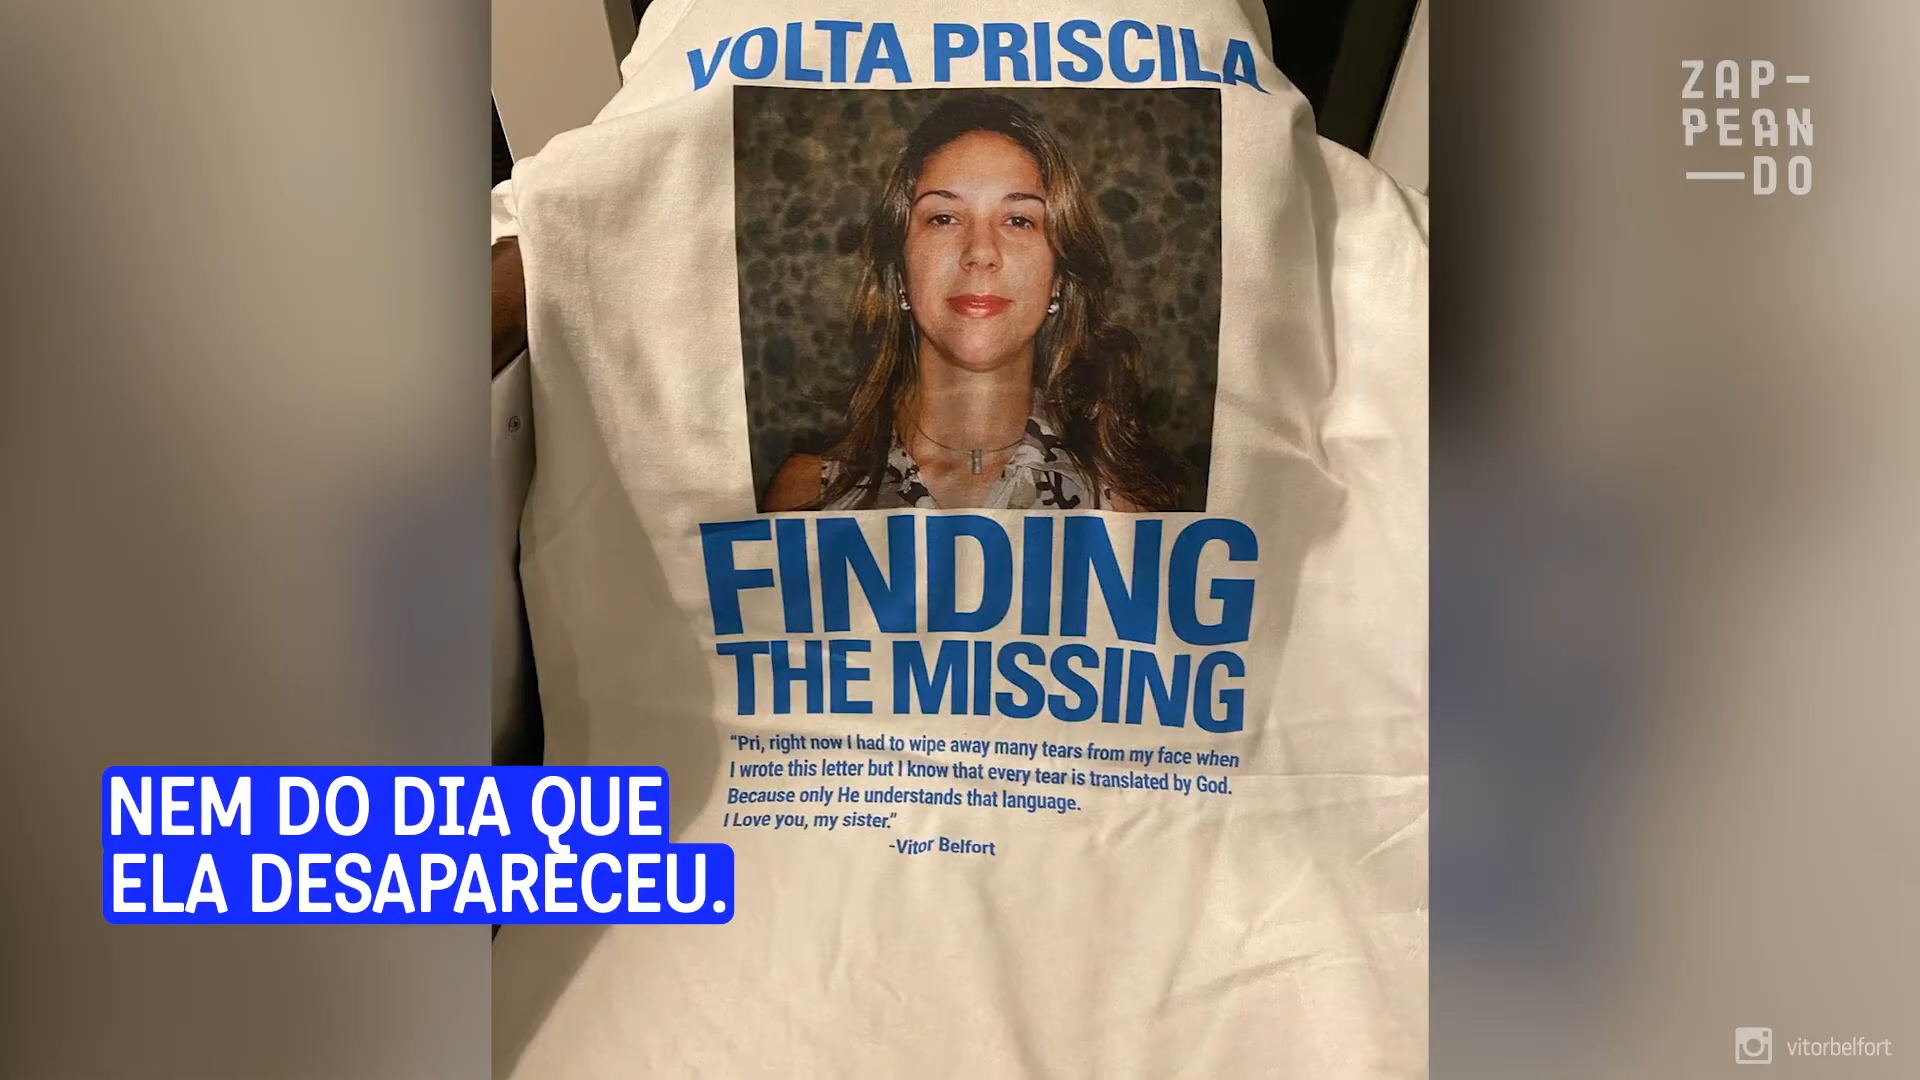 VOLTA PRISCILA
ZAP-
PEAN
—DO
FINDING
THE MISSING
“Pri, right now I had to wipe away many tears from my face when
I wrote this letter but I know that every tear is translated by God.
Because only He understands that language.
I Love you, my sister.”
-Vitor Belfort
NEM DO DIA QUE
ELA DESAPARECEU.
vitorbelfort